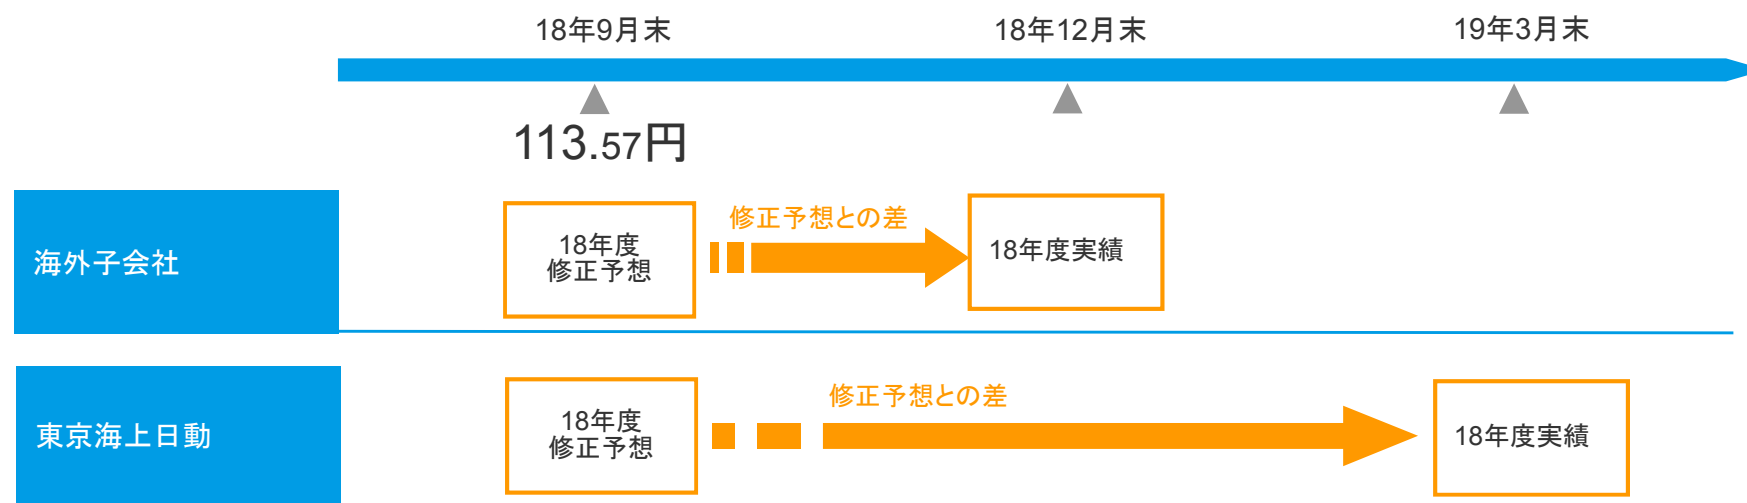 18年9月末
18年12月末
19年3月末
113.57円
海外子会社
18年度
修正予想
修正予想との差
18年度実績
東京海上日動
18年度
修正予想
修正予想との差
18年度実績